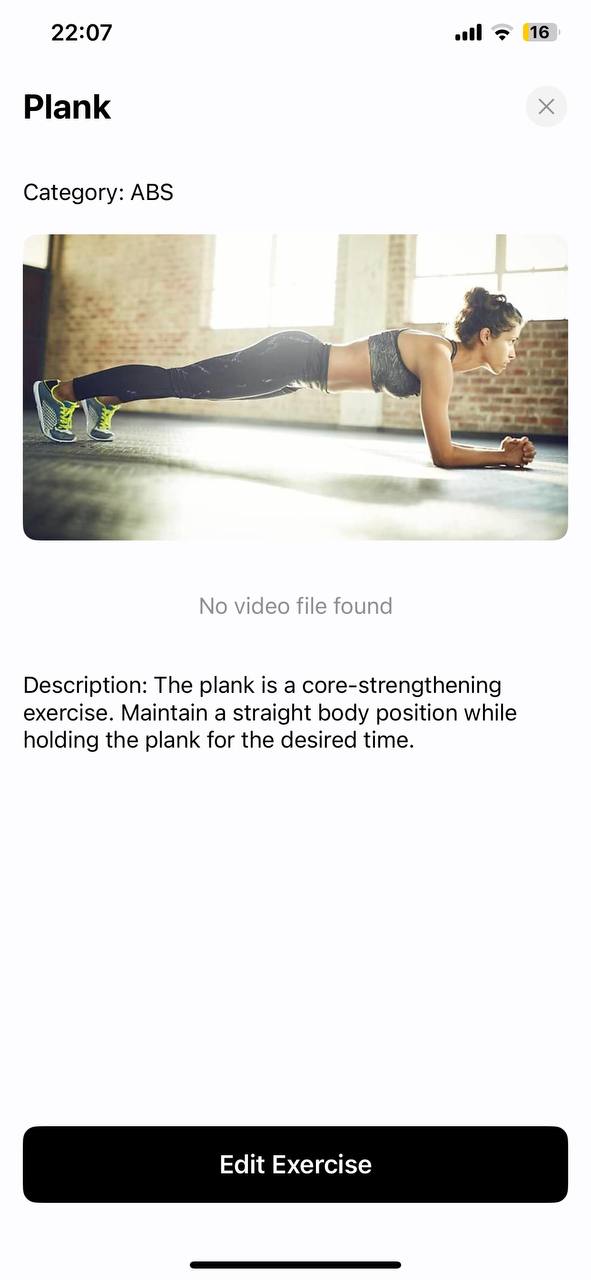 22:07
16
Plank
Category: ABS
No video file found
Description: The plank is a core-strengthening
exercise. Maintain a straight body position while
holding the plank for the desired time.
Edit Exercise